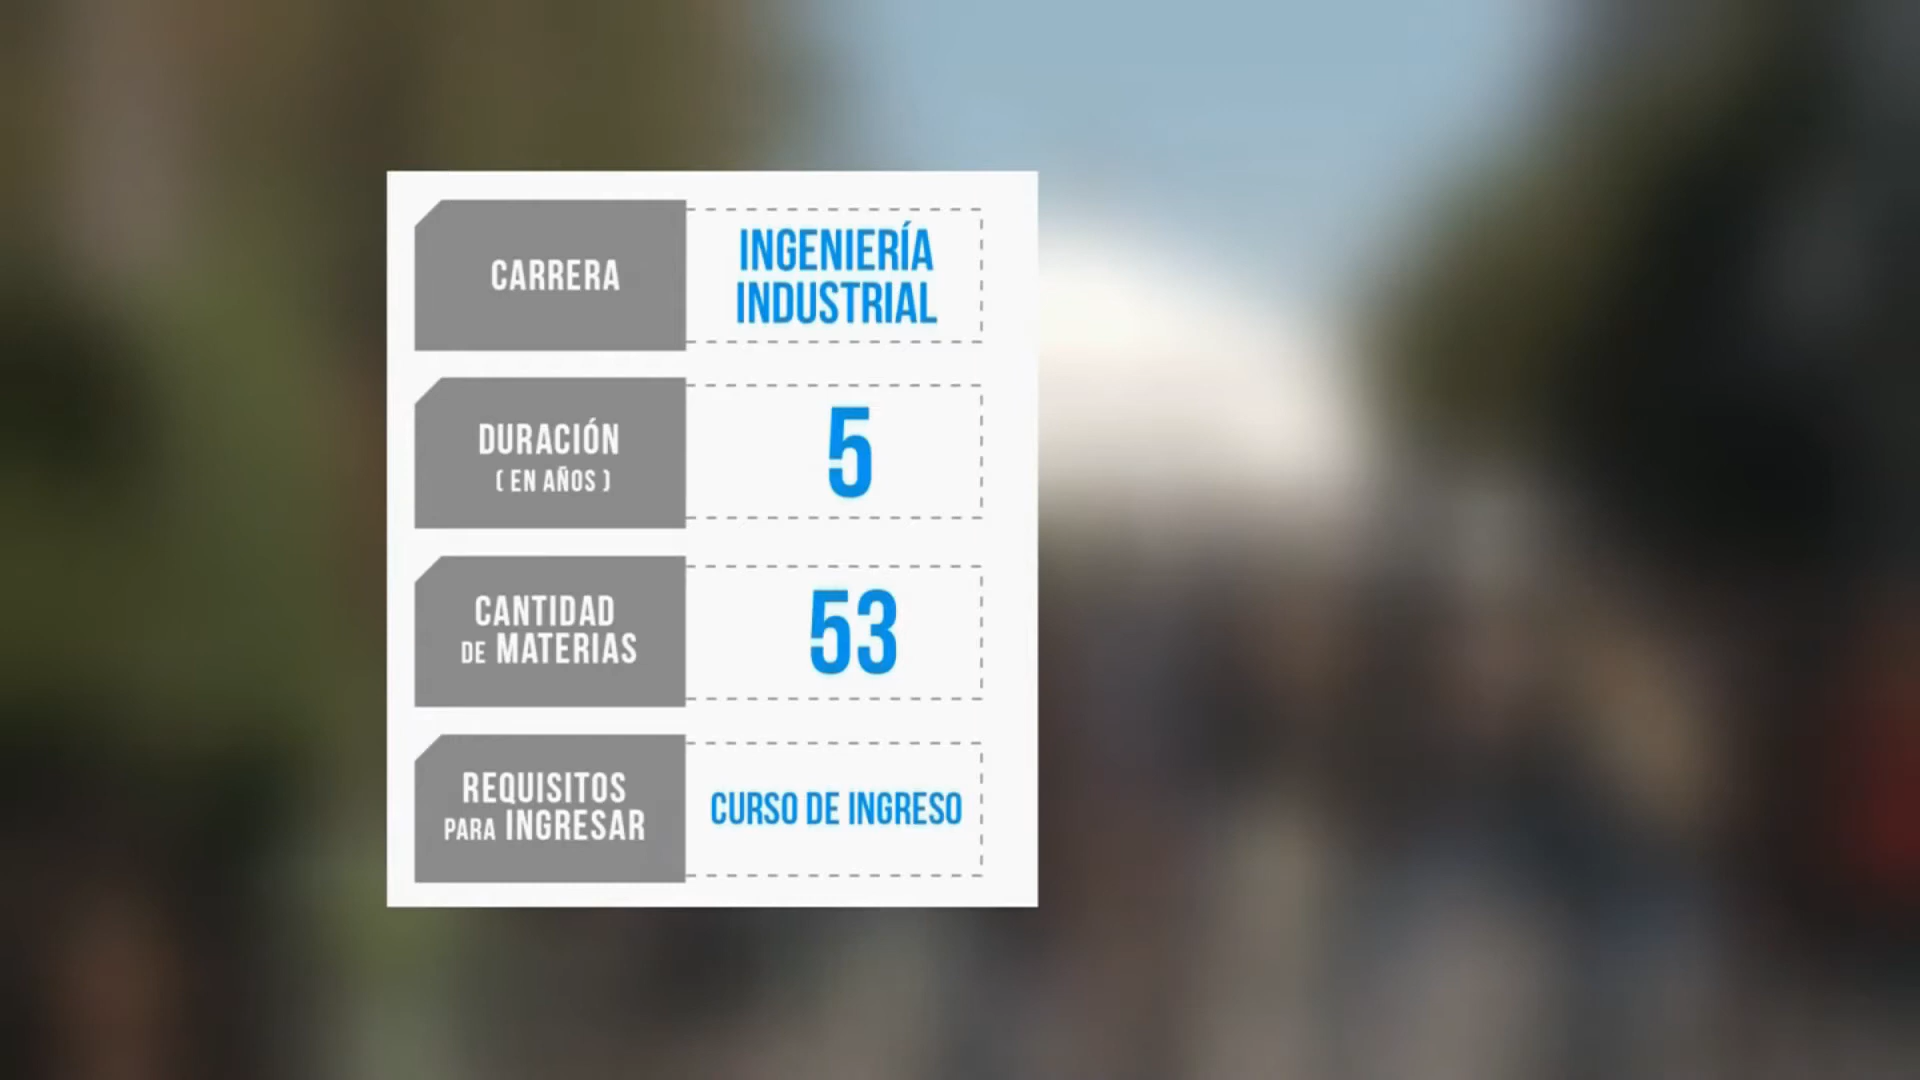 CARRERA
INGENIERÍA
INDUSTRIAL
DURACIÓN
( EN AÑOS )
5
CANTIDAD
DE MATERIAS
53
REQUISITOS
PARA INGRESAR
CURSO DE INGRESO